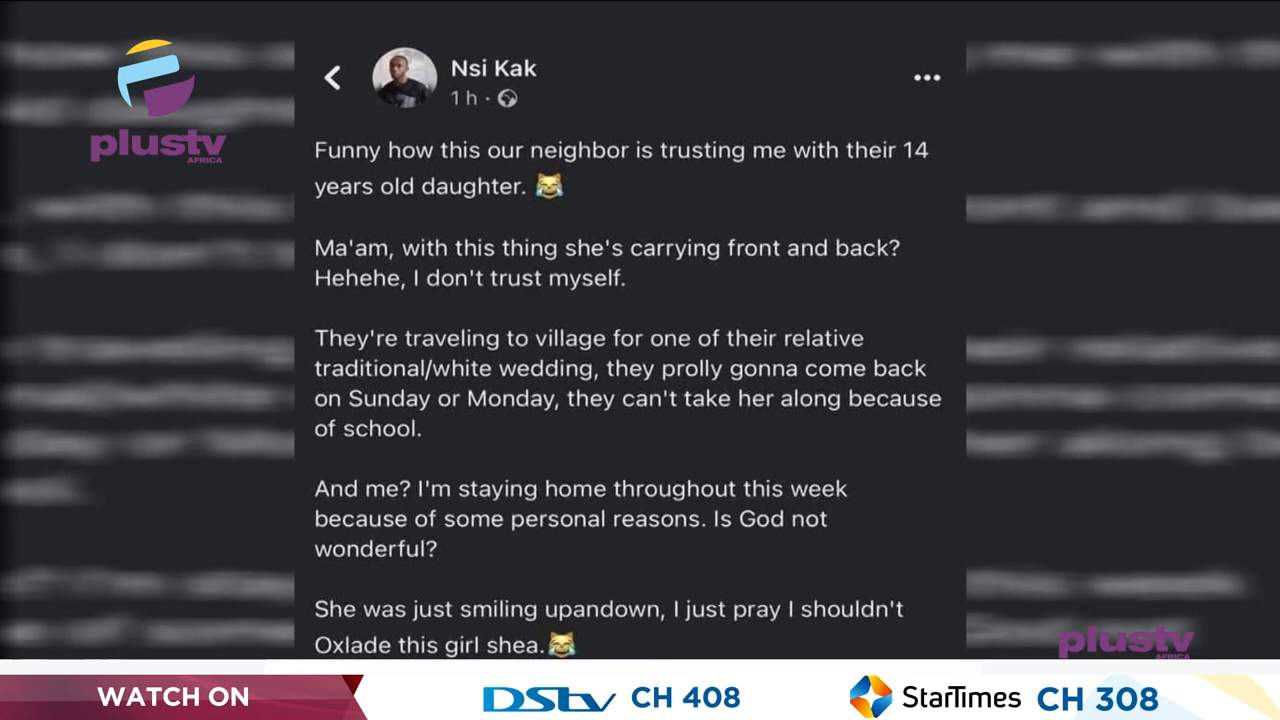 plustv
AFRICA
Nsi Kak
1 h ·
Funny how this our neighbor is trusting me with their 14
years old daughter. 😹
Ma'am, with this thing she's carrying front and back?
Hehehe, I don't trust myself.
They're traveling to village for one of their relative
traditional/white wedding, they prolly gonna come back
on Sunday or Monday, they can't take her along because
of school.
And me? I'm staying home throughout this week
because of some personal reasons. Is God not
wonderful?
She was just smiling upandown, I just pray I shouldn't
Oxlade this girl shea.😹
plustv
AFRICA
WATCH ON
DStv CH 408
StarTimes CH 308